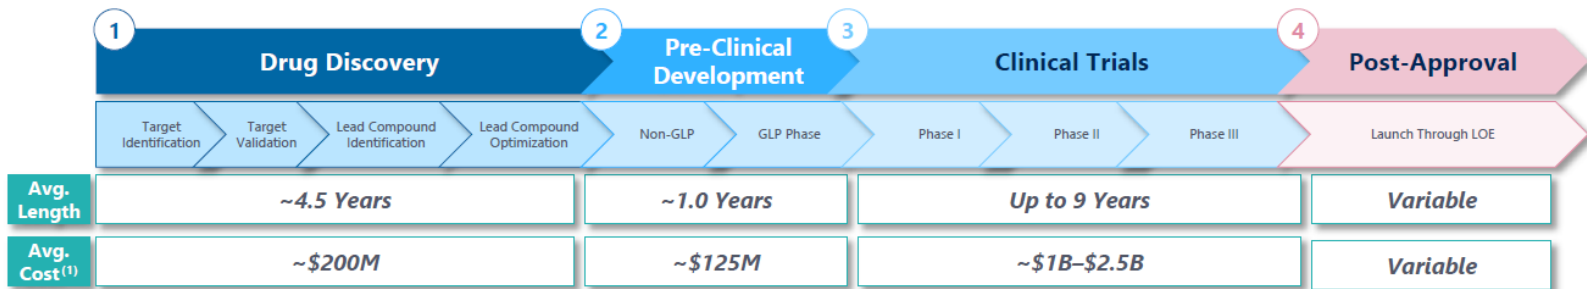 1
Drug Discovery
2
Pre-Clinical
Development
3
Clinical Trials
4
Post-Approval
Target
Identification
Target
Validation
Lead Compound
Identification
Lead Compound
Optimization
Non-GLP
GLP Phase
Phase I
Phase II
Phase III
Launch Through LOE
Avg.
Length
~4.5 Years
~1.0 Years
Up to 9 Years
Variable
Avg.
Cost(1)
~$200M
~$125M
~$1B–$2.5B
Variable